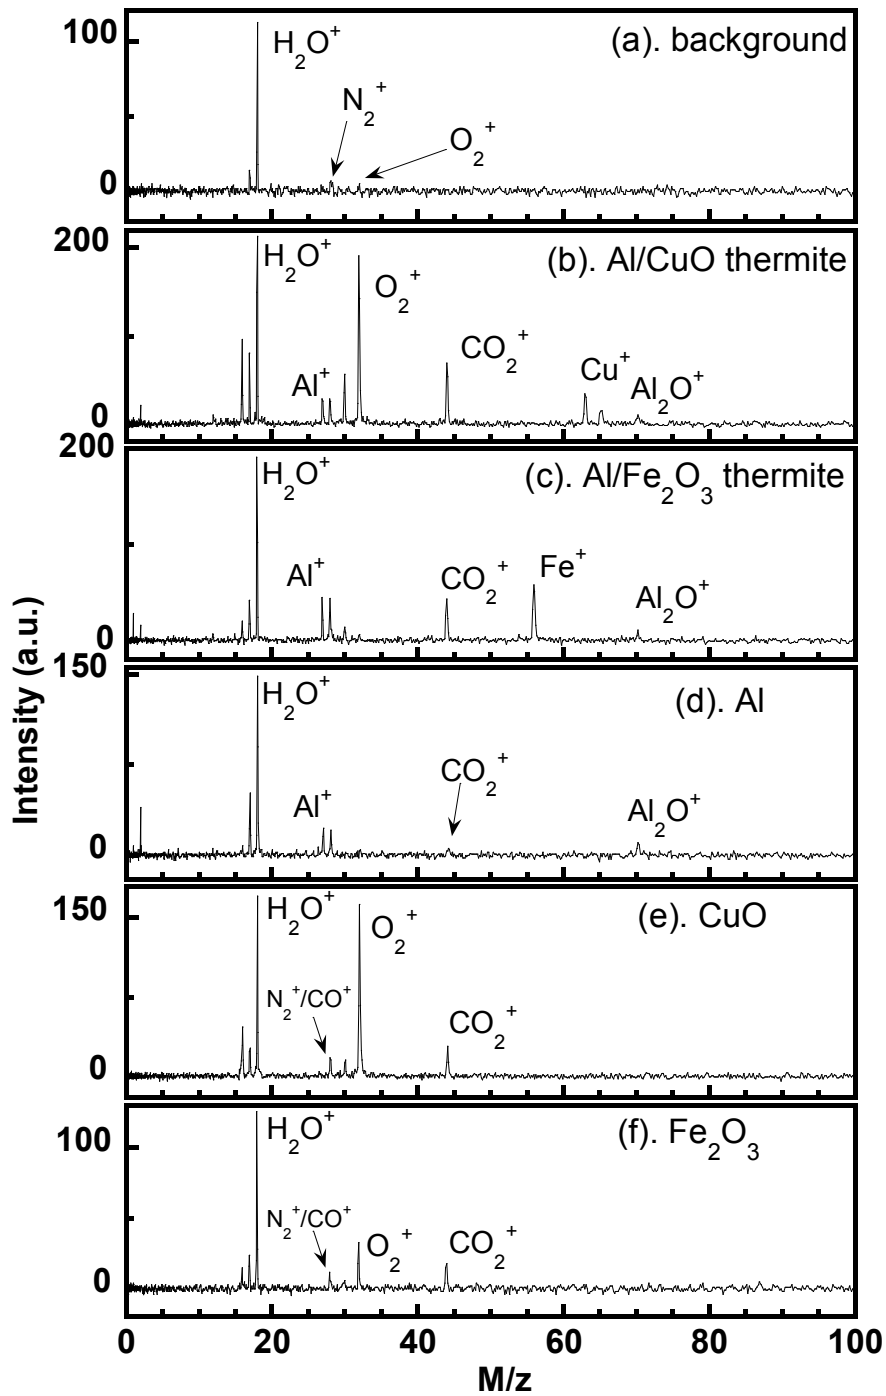 100
0
H₂O⁺
N₂⁺
O₂⁺
(a). background
200
0
H₂O⁺
O₂⁺
(b). Al/CuO thermite
Al⁺
CO₂⁺
Cu⁺
Al₂O⁺
200
0
H₂O⁺
(c). Al/Fe₂O₃ thermite
Al⁺
CO₂⁺
Fe⁺
Al₂O⁺
Intensity (a.u.)
150
0
H₂O⁺
(d). Al
Al⁺
CO₂⁺
Al₂O⁺
150
0
H₂O⁺
O₂⁺
(e). CuO
N₂⁺/CO⁺
CO₂⁺
100
0
H₂O⁺
(f). Fe₂O₃
N₂⁺/CO⁺
O₂⁺
CO₂⁺
0 20 40 60 80 100
M/z